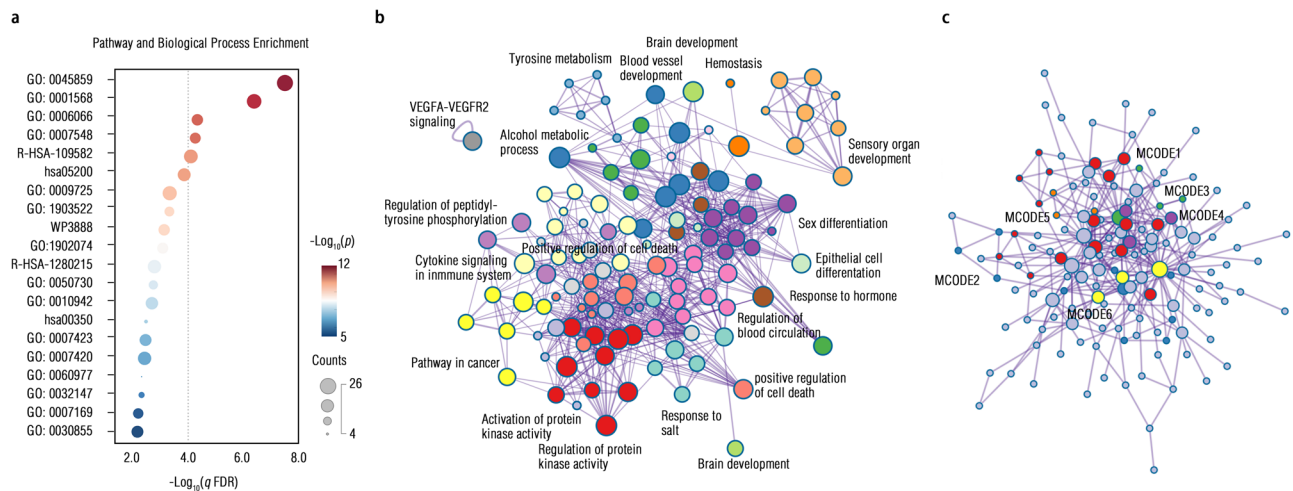 a
Pathway and Biological Process Enrichment
GO: 0045859
GO: 0001568
GO: 0006066
GO: 0007548
R-HSA-109582
hsa05200
GO: 0009725
GO: 1903522
WP3888
GO:1902074
R-HSA-1280215
GO: 0050730
GO: 0010942
hsa00350
GO: 0007423
GO: 0007420
GO: 0060977
GO: 0032147
GO: 0007169
GO: 0030855
2.0 4.0 6.0 8.0
-Log10(q FDR)
-Log10(p)
12
5
Counts
26
4
b
Brain development
Tyrosine metabolism
Blood vessel
development
Hemostasis
VEGFA-VEGFR2
signaling
Alcohol metabolic
process
Sensory organ
development
Regulation of peptidyl-
tyrosine phosphorylation
Sex differentiation
Positive regulation of cell death
Cytokine signaling
in inmmune system
Epithelial cell
differentation
Response to hormone
Regulation of
blood circulation
Pathway in cancer
positive regulation
of cell death
Activation of protein
kinase activity
Response to
salt
Regulation of protein
kinase activity
Brain development
c
MCODE1
MCODE3
MCODE5
MCODE4
MCODE2
MCODE6